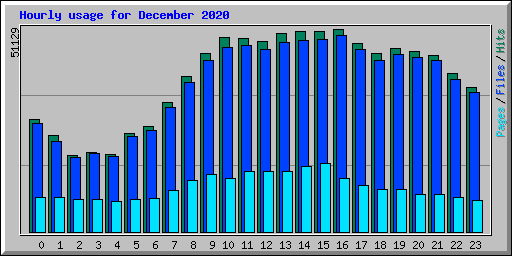 Hourly usage for December 2020
51129
Pages/Files/Hits
0 1 2 3 4 5 6 7 8 9 10 11 12 13 14 15 16 17 18 19 20 21 22 23